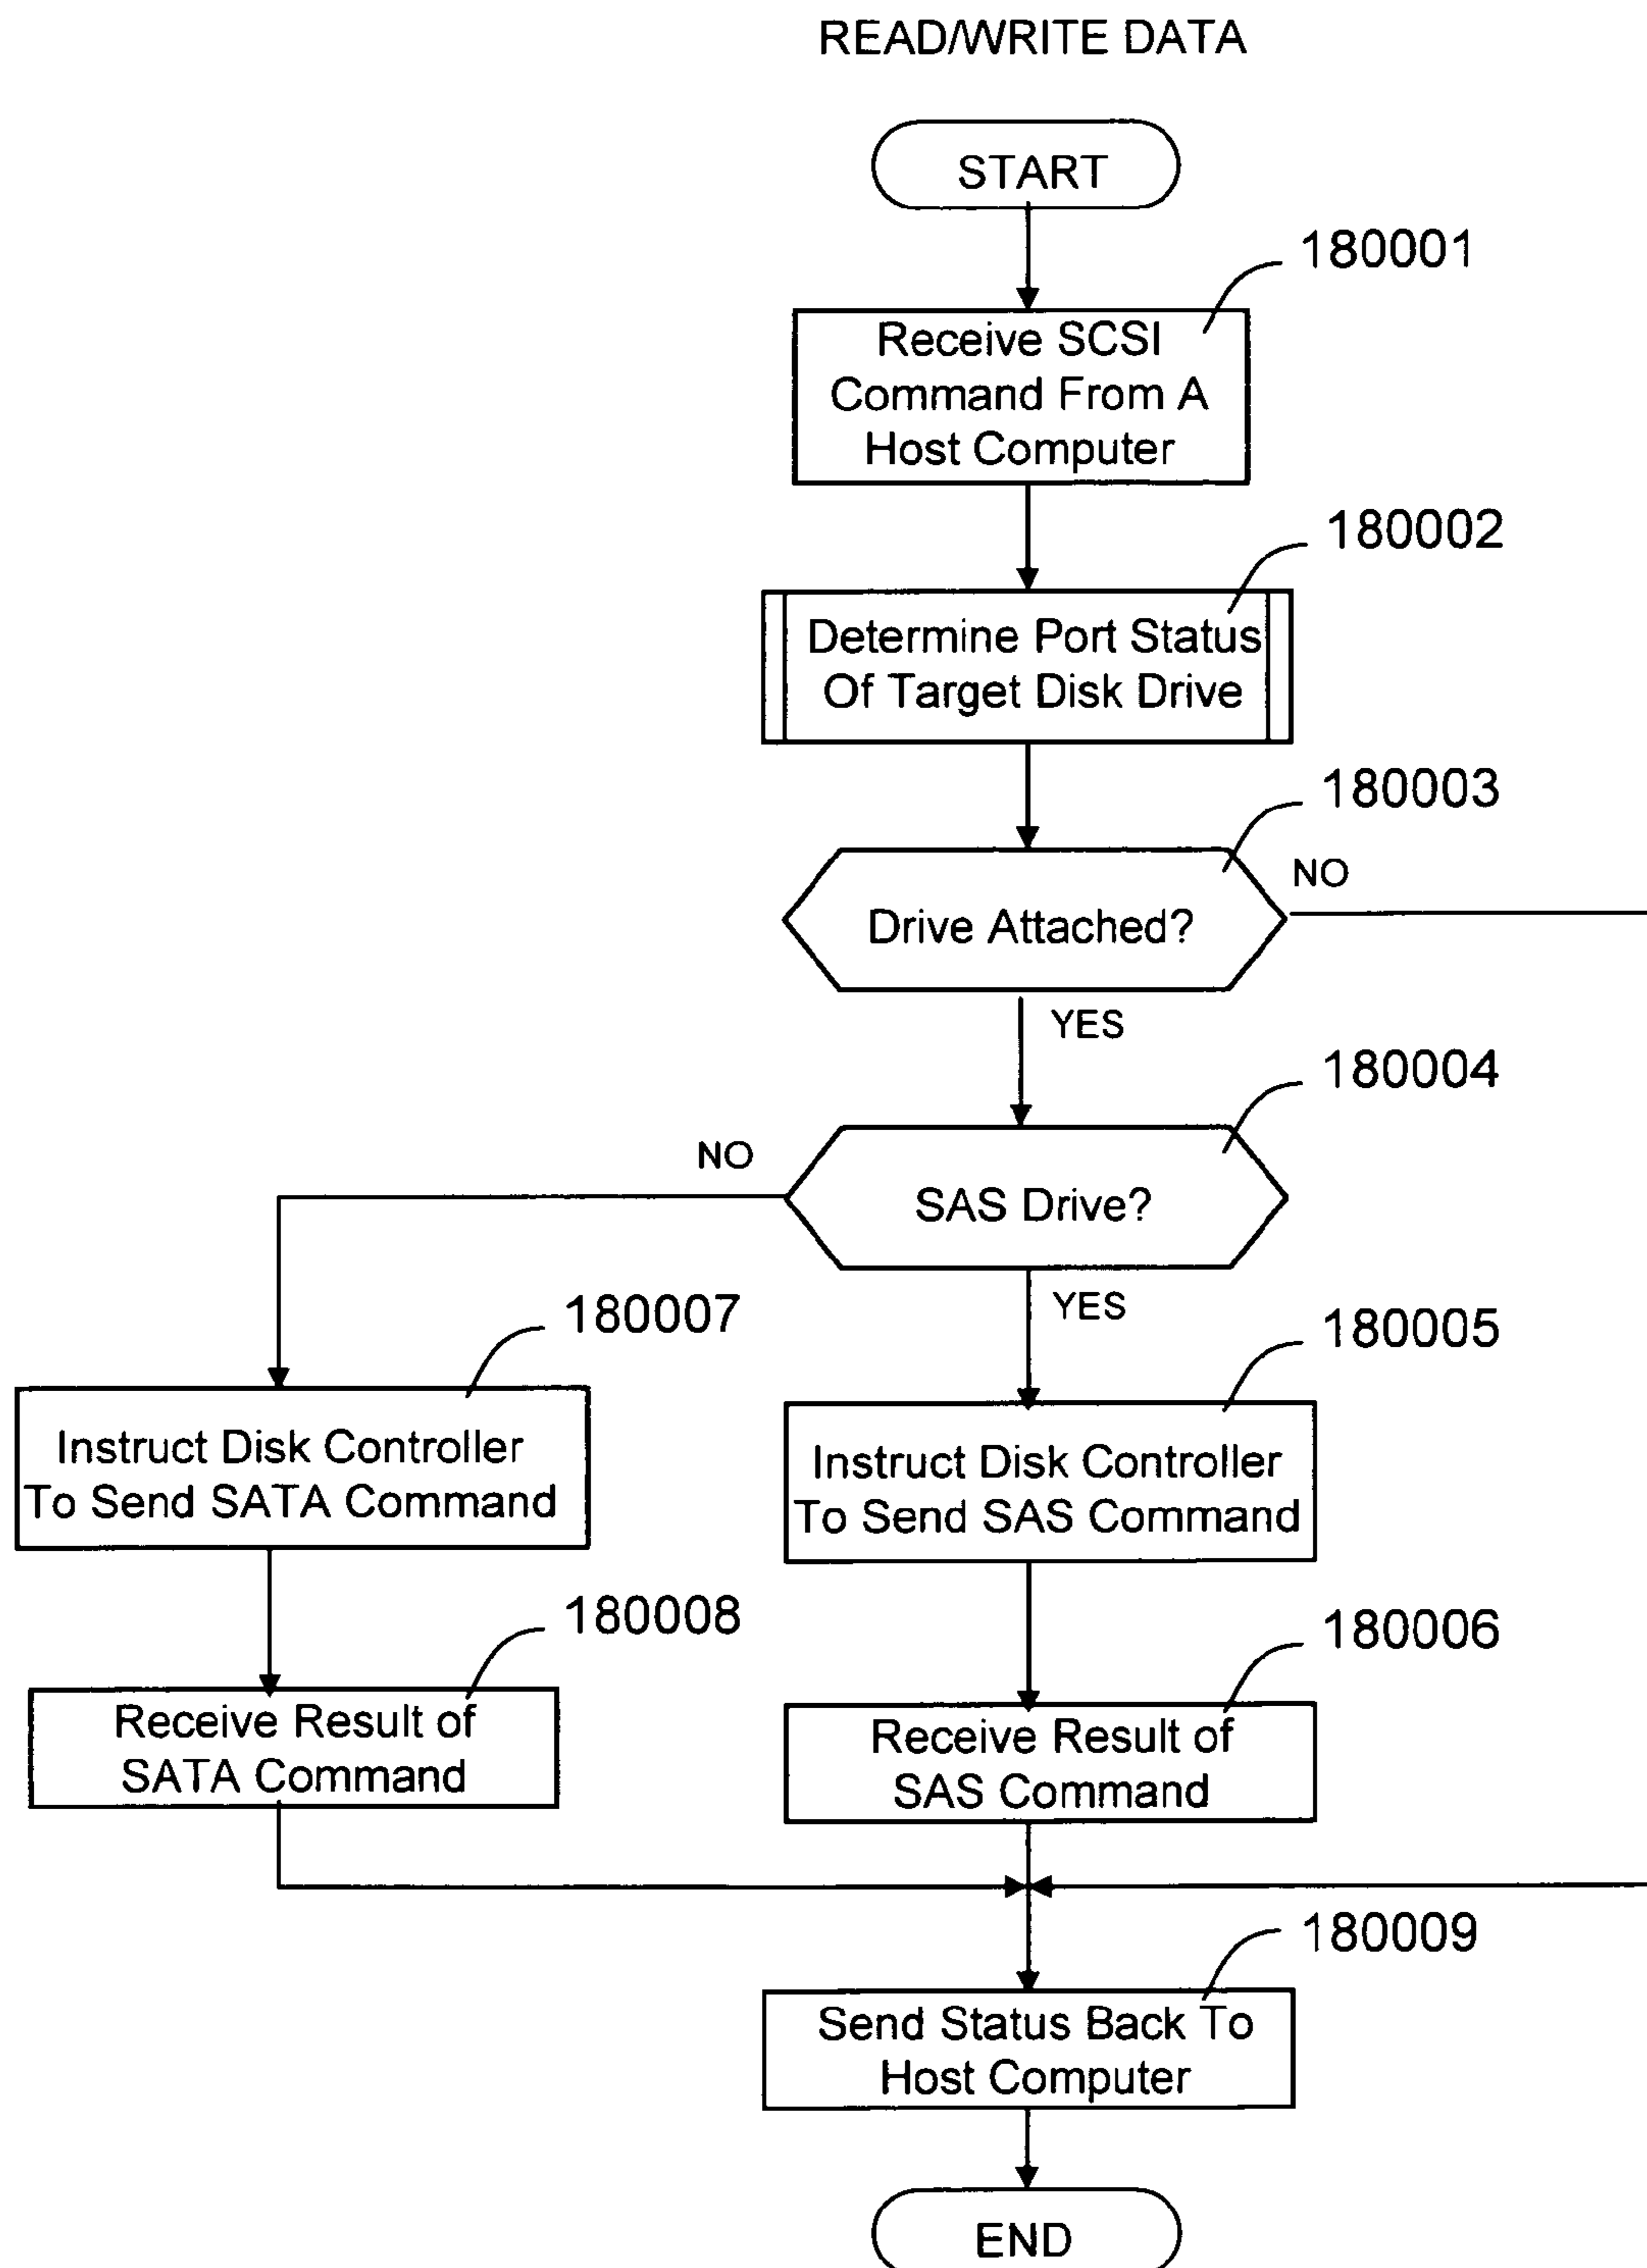 READ/WRITE DATA
START
180001
Receive SCSI
Command From A
Host Computer
180002
Determine Port Status
Of Target Disk Drive
180003
NO
Drive Attached?
YES
180004
NO
SAS Drive?
YES
180007
180005
Instruct Disk Controller
To Send SATA Command
Instruct Disk Controller
To Send SAS Command
180008
180006
Receive Result of
SATA Command
Receive Result of
SAS Command
180009
Send Status Back To
Host Computer
END